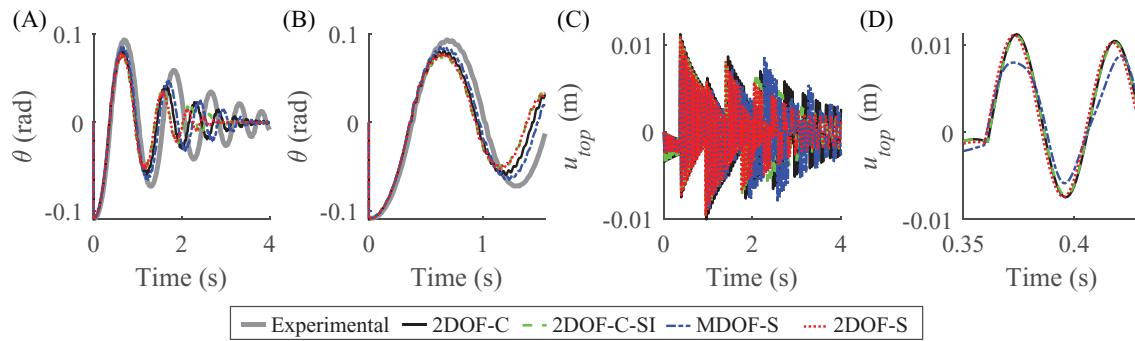 (A)
0.1
0
-0.1
θ (rad)
0
2
4
Time (s)
(B)
0.1
0
-0.1
θ (rad)
0
1
Time (s)
(C)
0.01
0
-0.01
u_top (m)
0
2
4
Time (s)
(D)
0.01
0
-0.01
u_top (m)
0.35
0.4
Time (s)
Experimental 2DOF-C 2DOF-C-SI MDOF-S 2DOF-S